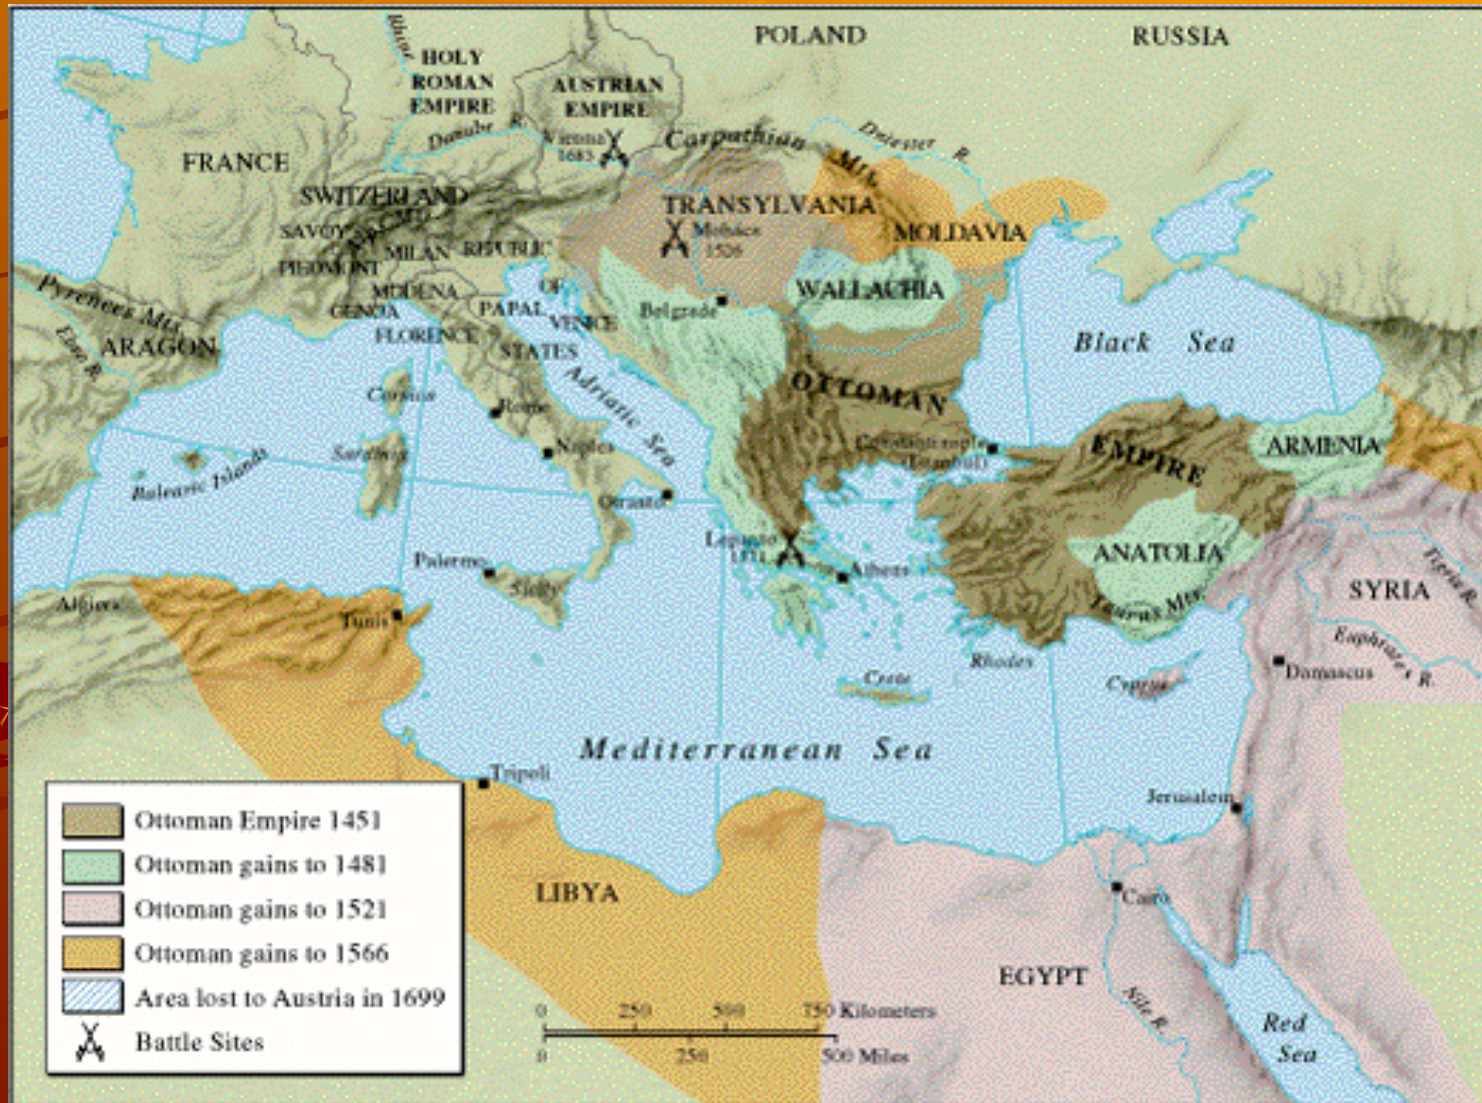 POLAND
RUSSIA
Rhine
HOLY
ROMAN
EMPIRE
AUSTRIAN
EMPIRE
Danube R.
Vienna
1683
Carpathian Mts.
Dniester R.
FRANCE
SWITZERLAND
TRANSYLVANIA
Mohács
1526
MOLDAVIA
SAVOY
PIEDMONT
MILAN
REPUBLIC
OF
VENICE
MODENA
GENOA
PAPAL
STATES
FLORENCE
Belgrade
WALLACHIA
Pyrenees Mts.
Ebro R.
ARAGON
Black Sea
OTTOMAN
EMPIRE
Corsica
Rome
Adriatic Sea
Constantinople
(Istanbul)
ARMENIA
Sardinia
Naples
Balearic Islands
Otranto
Lepanto
1571
ANATOLIA
Tigris R.
Palermo
Sicily
Athens
Taurus Mts.
SYRIA
Algiers
Tunis
Euphrates R.
Rhodes
Crete
Cyprus
Damascus
Mediterranean Sea
Tripoli
Jerusalem
LIBYA
Cairo
EGYPT
Nile R.
Red
Sea
Ottoman Empire 1451
Ottoman gains to 1481
Ottoman gains to 1521
Ottoman gains to 1566
Area lost to Austria in 1699
Battle Sites
0 250 500 750 Kilometers
0 250 500 Miles